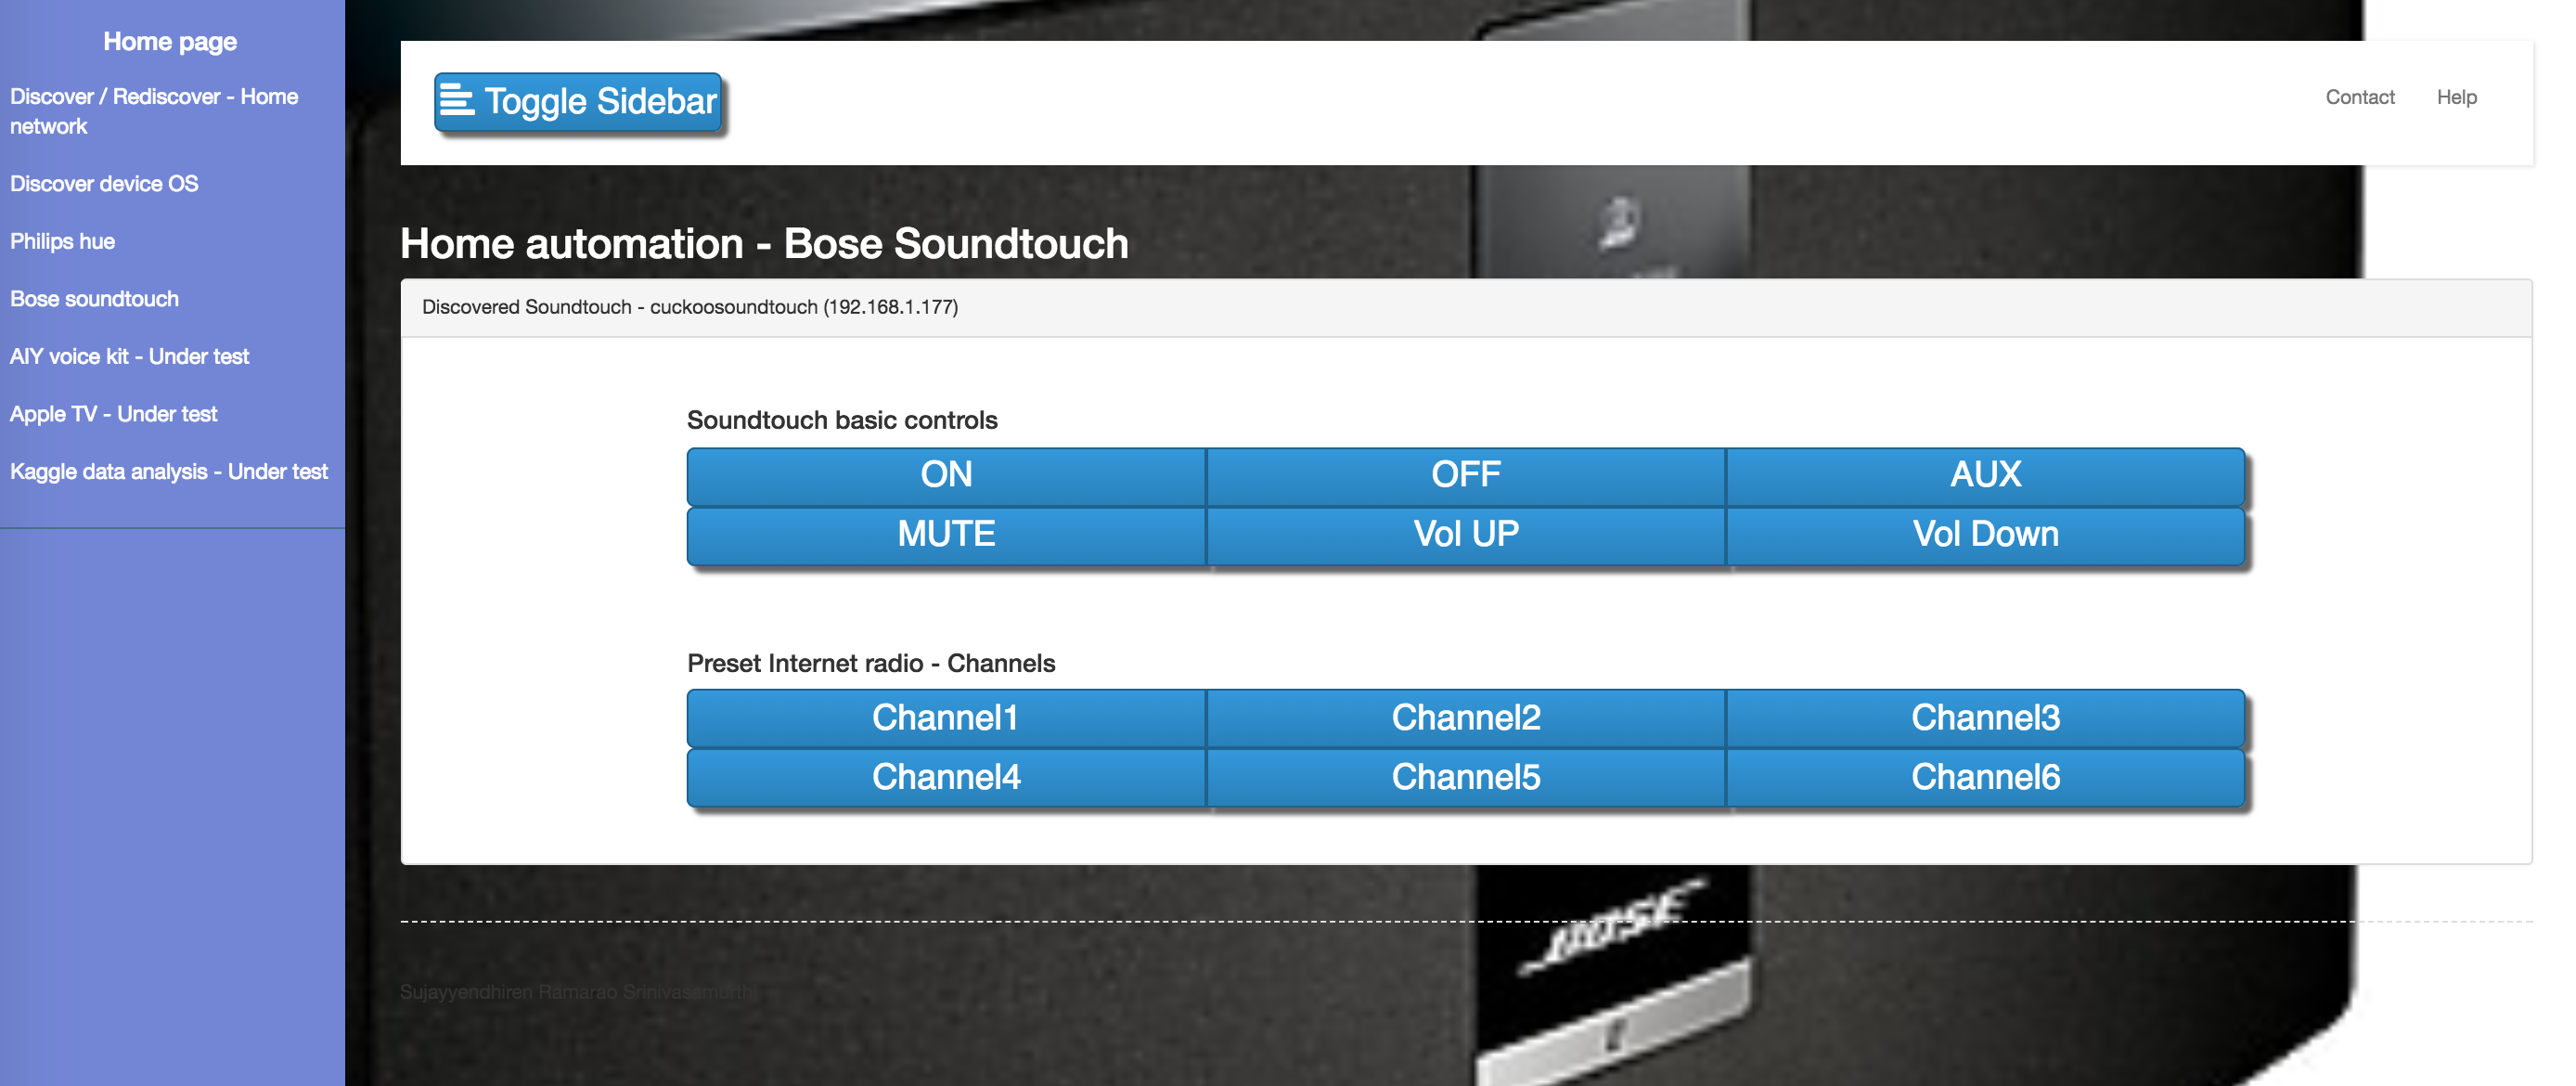 Home page
Discover / Rediscover - Home
network
Discover device OS
Philips hue
Bose soundtouch
AIY voice kit - Under test
Apple TV - Under test
Kaggle data analysis - Under test
Toggle Sidebar
Contact Help
Home automation - Bose Soundtouch
Discovered Soundtouch - cuckoosoundtouch (192.168.1.177)
Soundtouch basic controls
ON OFF AUX
MUTE Vol UP Vol Down
Preset Internet radio - Channels
Channel1 Channel2 Channel3
Channel4 Channel5 Channel6
BOSE
Sujayyendhiren Ramarao Srinivasamurthi